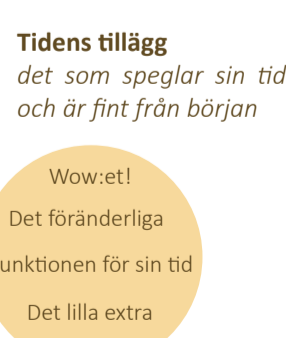 Tidens tillägg
det som speglar sin tid
och är fint från början
Wow:et!
Det föränderliga
unktionen för sin tid
Det lilla extra